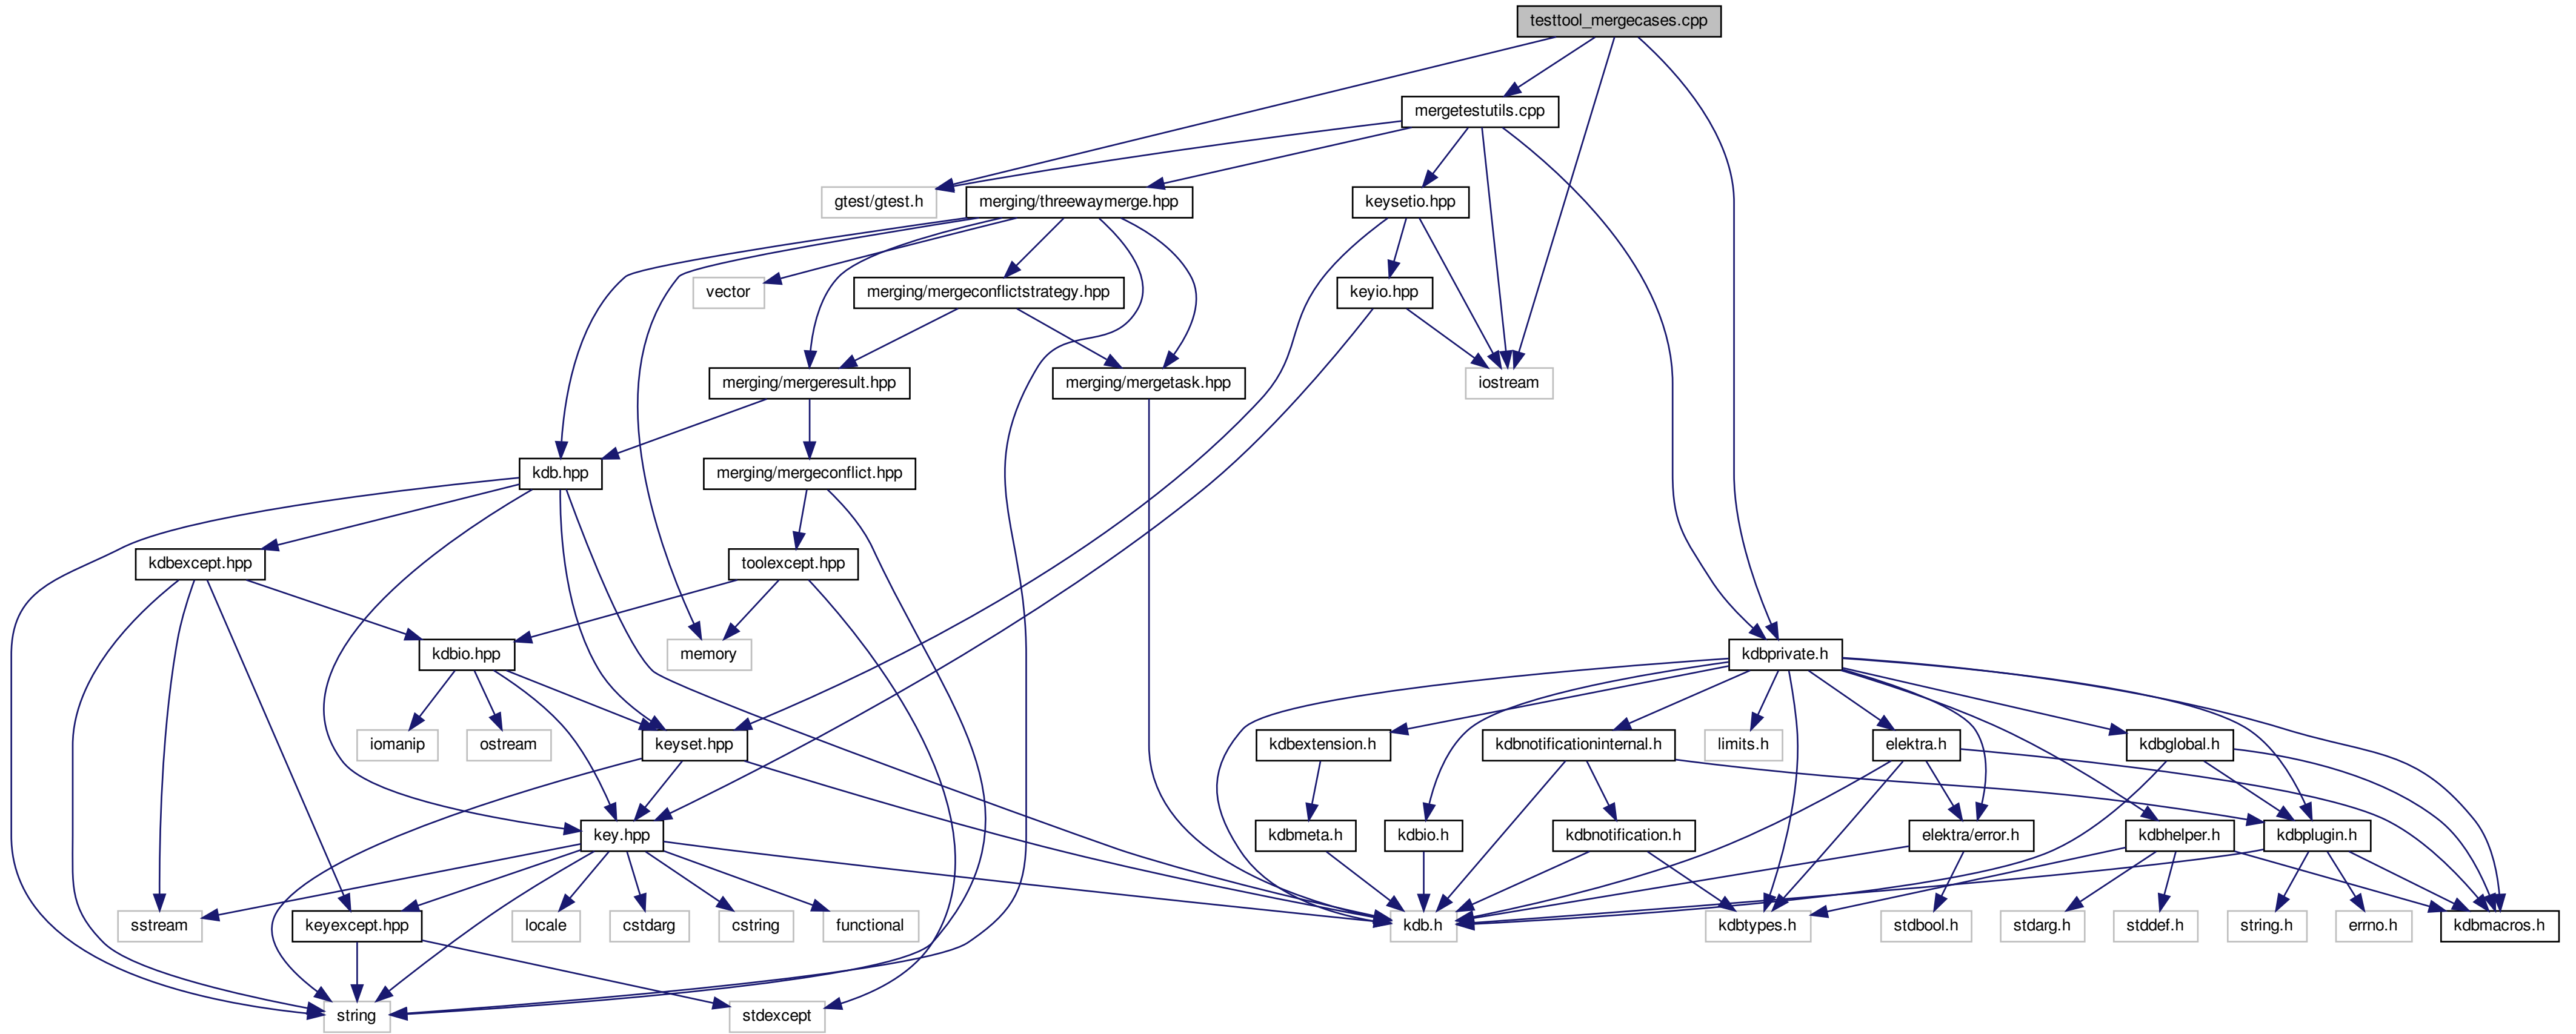 testtool_mergecases.cpp
mergetestutils.cpp
gtest/gtest.h
merging/threewaymerge.hpp
keysetio.hpp
vector
merging/mergeconflictstrategy.hpp
keyio.hpp
merging/mergeresult.hpp
merging/mergetask.hpp
iostream
kdb.hpp
merging/mergeconflict.hpp
kdbexcept.hpp
toolexcept.hpp
kdbio.hpp
memory
kdbprivate.h
iomanip
ostream
keyset.hpp
kdbextension.h
kdbnotificationinternal.h
limits.h
elektra.h
kdbglobal.h
key.hpp
kdbmeta.h
kdbio.h
kdbnotification.h
elektra/error.h
kdbhelper.h
kdbplugin.h
sstream
keyexcept.hpp
locale
cstdarg
cstring
functional
kdb.h
kdbtypes.h
stdbool.h
stdarg.h
stddef.h
string.h
errno.h
kdbmacros.h
string
stdexcept